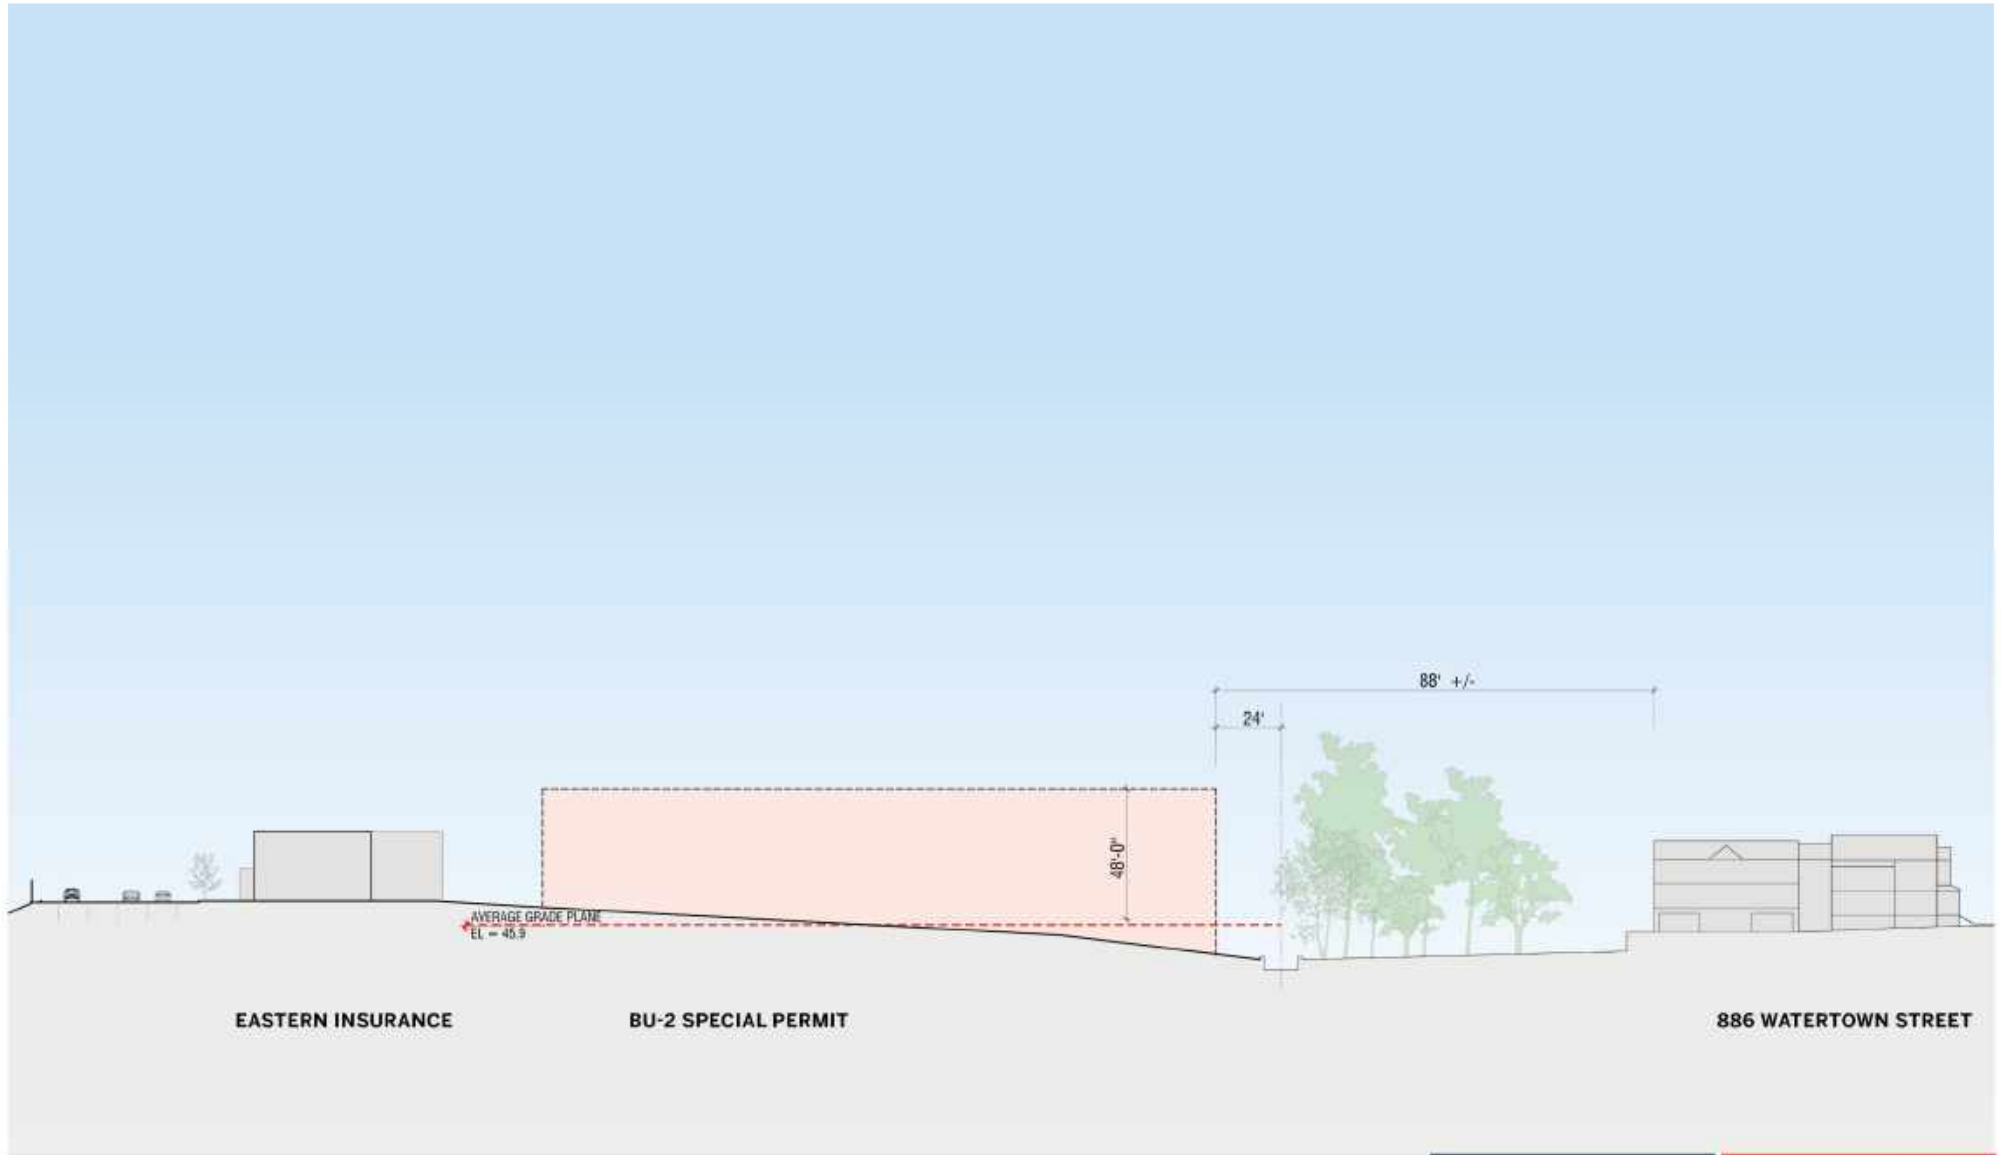 88' +/-
24'
48'-0"
AVERAGE GRADE PLANE
EL = 45.9
EASTERN INSURANCE
BU-2 SPECIAL PERMIT
886 WATERTOWN STREET